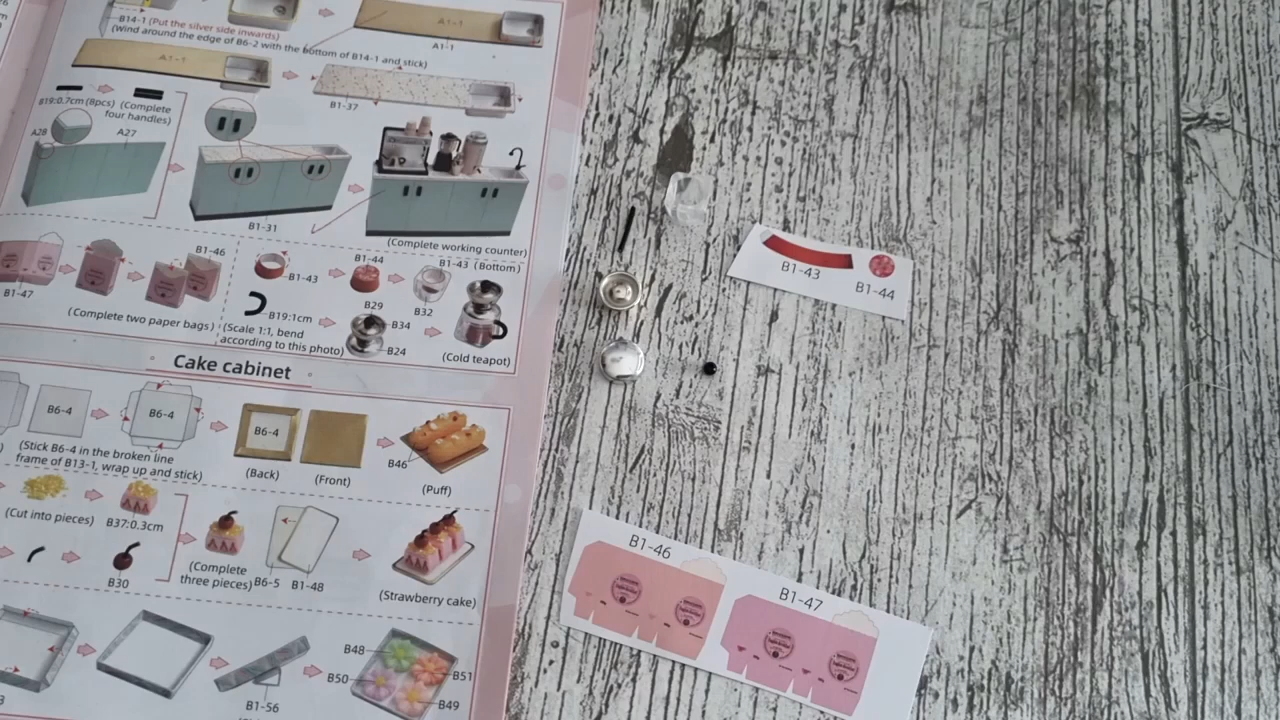 B14-1 (Put the silver side inwards)
(Wind around the edge of B6-2 with the bottom of B14-1 and stick)
A1-1
A1-1
A1-1
B1-37
B19:0.7cm (8pcs)
(Complete
four handles)
A28
A27
B1-31
(Complete working counter)
B1-46
B1-47
(Complete two paper bags)
B1-43
B1-44
B1-43 (Bottom)
B29
B32
B19:1cm
(Scale 1:1, bend
according to this photo)
B34
B24
(Cold teapot)
Cake cabinet
B6-4
B6-4
B6-4
(Stick B6-4 in the broken line
frame of B13-1, wrap up and stick)
(Back)
(Front)
B46
(Puff)
(Cut into pieces)
B37:0.3cm
B30
(Complete
three pieces)
B6-5
B1-48
(Strawberry cake)
B48
B51
B50
B49
B1-56
B1-43
B1-44
B1-46
B1-47